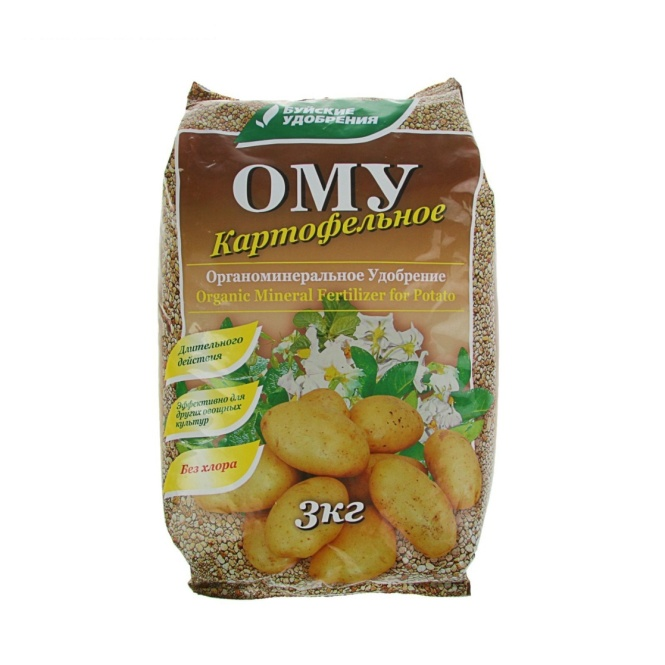 БУЙСКИЕ
УДОБРЕНИЯ
ОМУ
Картофельное
Органоминеральное Удобрение
Organic Mineral Fertilizer for Potato
Длительного
действия
Эффективно для
других овощных
культур
Без хлора
3кг